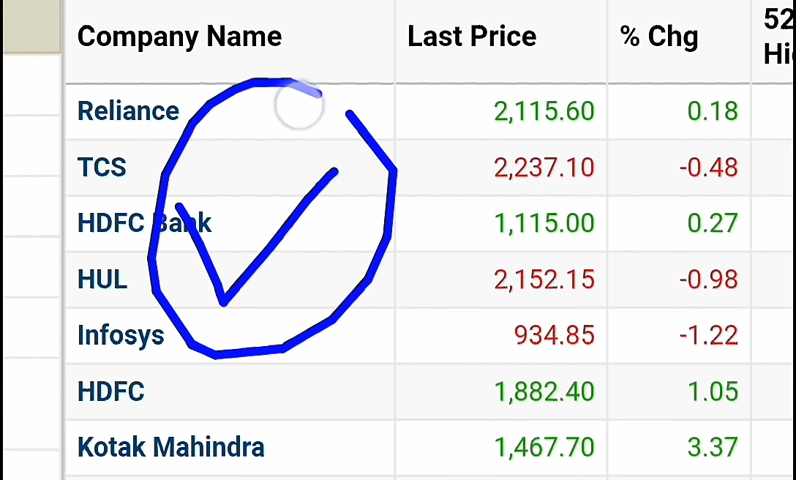 Company Name Last Price % Chg 52
Hi
Reliance 2,115.60 0.18
TCS 2,237.10 -0.48
HDFC Bank 1,115.00 0.27
HUL 2,152.15 -0.98
Infosys 934.85 -1.22
HDFC 1,882.40 1.05
Kotak Mahindra 1,467.70 3.37